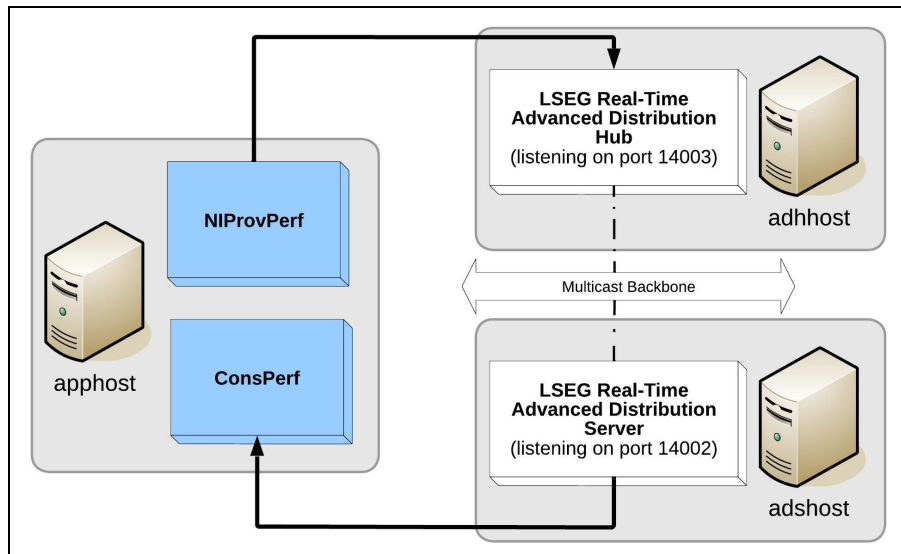 LSEG Real-Time
Advanced Distribution
Hub
(listening on port 14003)
adhhost
NIProvPerf
apphost
ConsPerf
Multicast Backbone
LSEG Real-Time
Advanced Distribution
Server
(listening on port 14002)
adshost